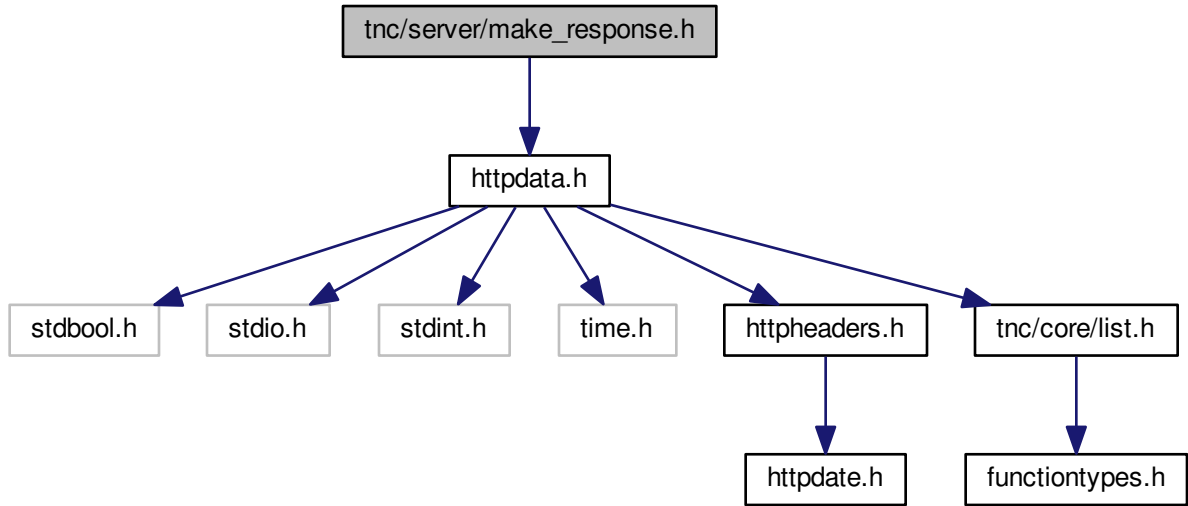 tnc/server/make_response.h
httpdata.h
stdbool.h
stdio.h
stdint.h
time.h
httpheaders.h
tnc/core/list.h
httpdate.h
functiontypes.h